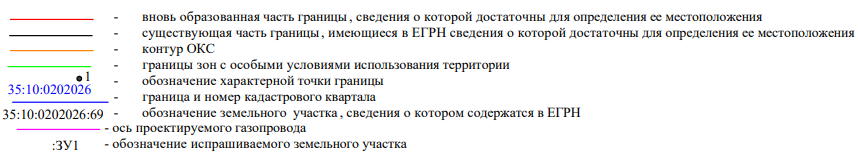 - вновь образованная часть границы, сведения о которой достаточны для определения ее местоположения
- существующая часть границы, имеющиеся в ЕГРН сведения о которой достаточны для определения ее местоположения
- контур ОКС
- границы зон с особыми условиями использования территории
1 - обозначение характерной точки границы
35:10:0202026 - граница и номер кадастрового квартала
35:10:0202026:69 - обозначение земельного участка, сведения о котором содержатся в ЕГРН
- ось проектируемого газопровода
:ЗУ1 - обозначение испрашиваемого земельного участка